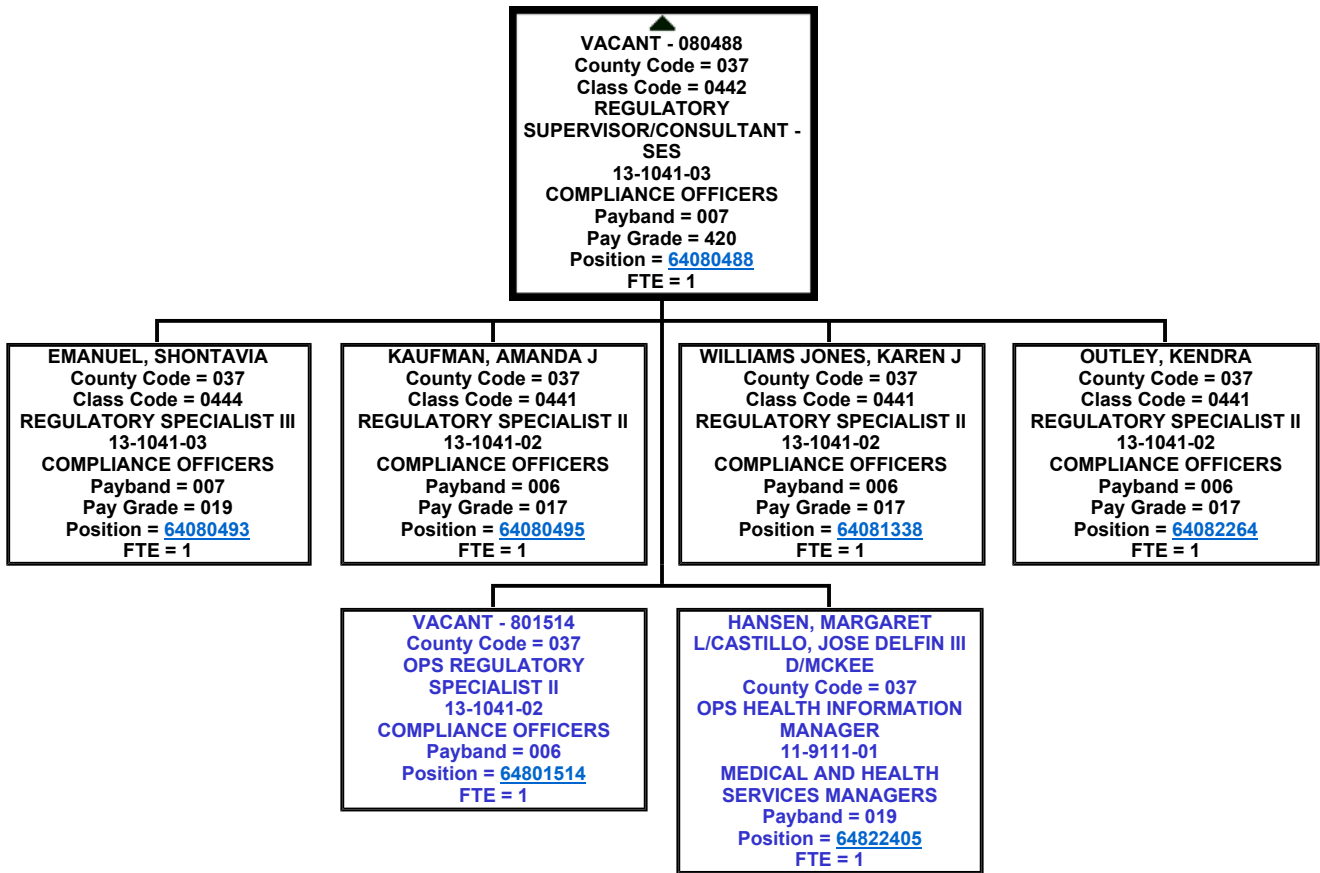 VACANT - 080488
County Code = 037
Class Code = 0442
REGULATORY
SUPERVISOR/CONSULTANT -
SES
13-1041-03
COMPLIANCE OFFICERS
Payband = 007
Pay Grade = 420
Position = 64080488
FTE = 1
EMANUEL, SHONTAVIA
County Code = 037
Class Code = 0444
REGULATORY SPECIALIST III
13-1041-03
COMPLIANCE OFFICERS
Payband = 007
Pay Grade = 019
Position = 64080493
FTE = 1
KAUFMAN, AMANDA J
County Code = 037
Class Code = 0441
REGULATORY SPECIALIST II
13-1041-02
COMPLIANCE OFFICERS
Payband = 006
Pay Grade = 017
Position = 64080495
FTE = 1
WILLIAMS JONES, KAREN J
County Code = 037
Class Code = 0441
REGULATORY SPECIALIST II
13-1041-02
COMPLIANCE OFFICERS
Payband = 006
Pay Grade = 017
Position = 64081338
FTE = 1
OUTLEY, KENDRA
County Code = 037
Class Code = 0441
REGULATORY SPECIALIST II
13-1041-02
COMPLIANCE OFFICERS
Payband = 006
Pay Grade = 017
Position = 64082264
FTE = 1
VACANT - 801514
County Code = 037
OPS REGULATORY
SPECIALIST II
13-1041-02
COMPLIANCE OFFICERS
Payband = 006
Position = 64801514
FTE = 1
HANSEN, MARGARET
L/CASTILLO, JOSE DELFIN III
D/MCKEE
County Code = 037
OPS HEALTH INFORMATION
MANAGER
11-9111-01
MEDICAL AND HEALTH
SERVICES MANAGERS
Payband = 019
Position = 64822405
FTE = 1